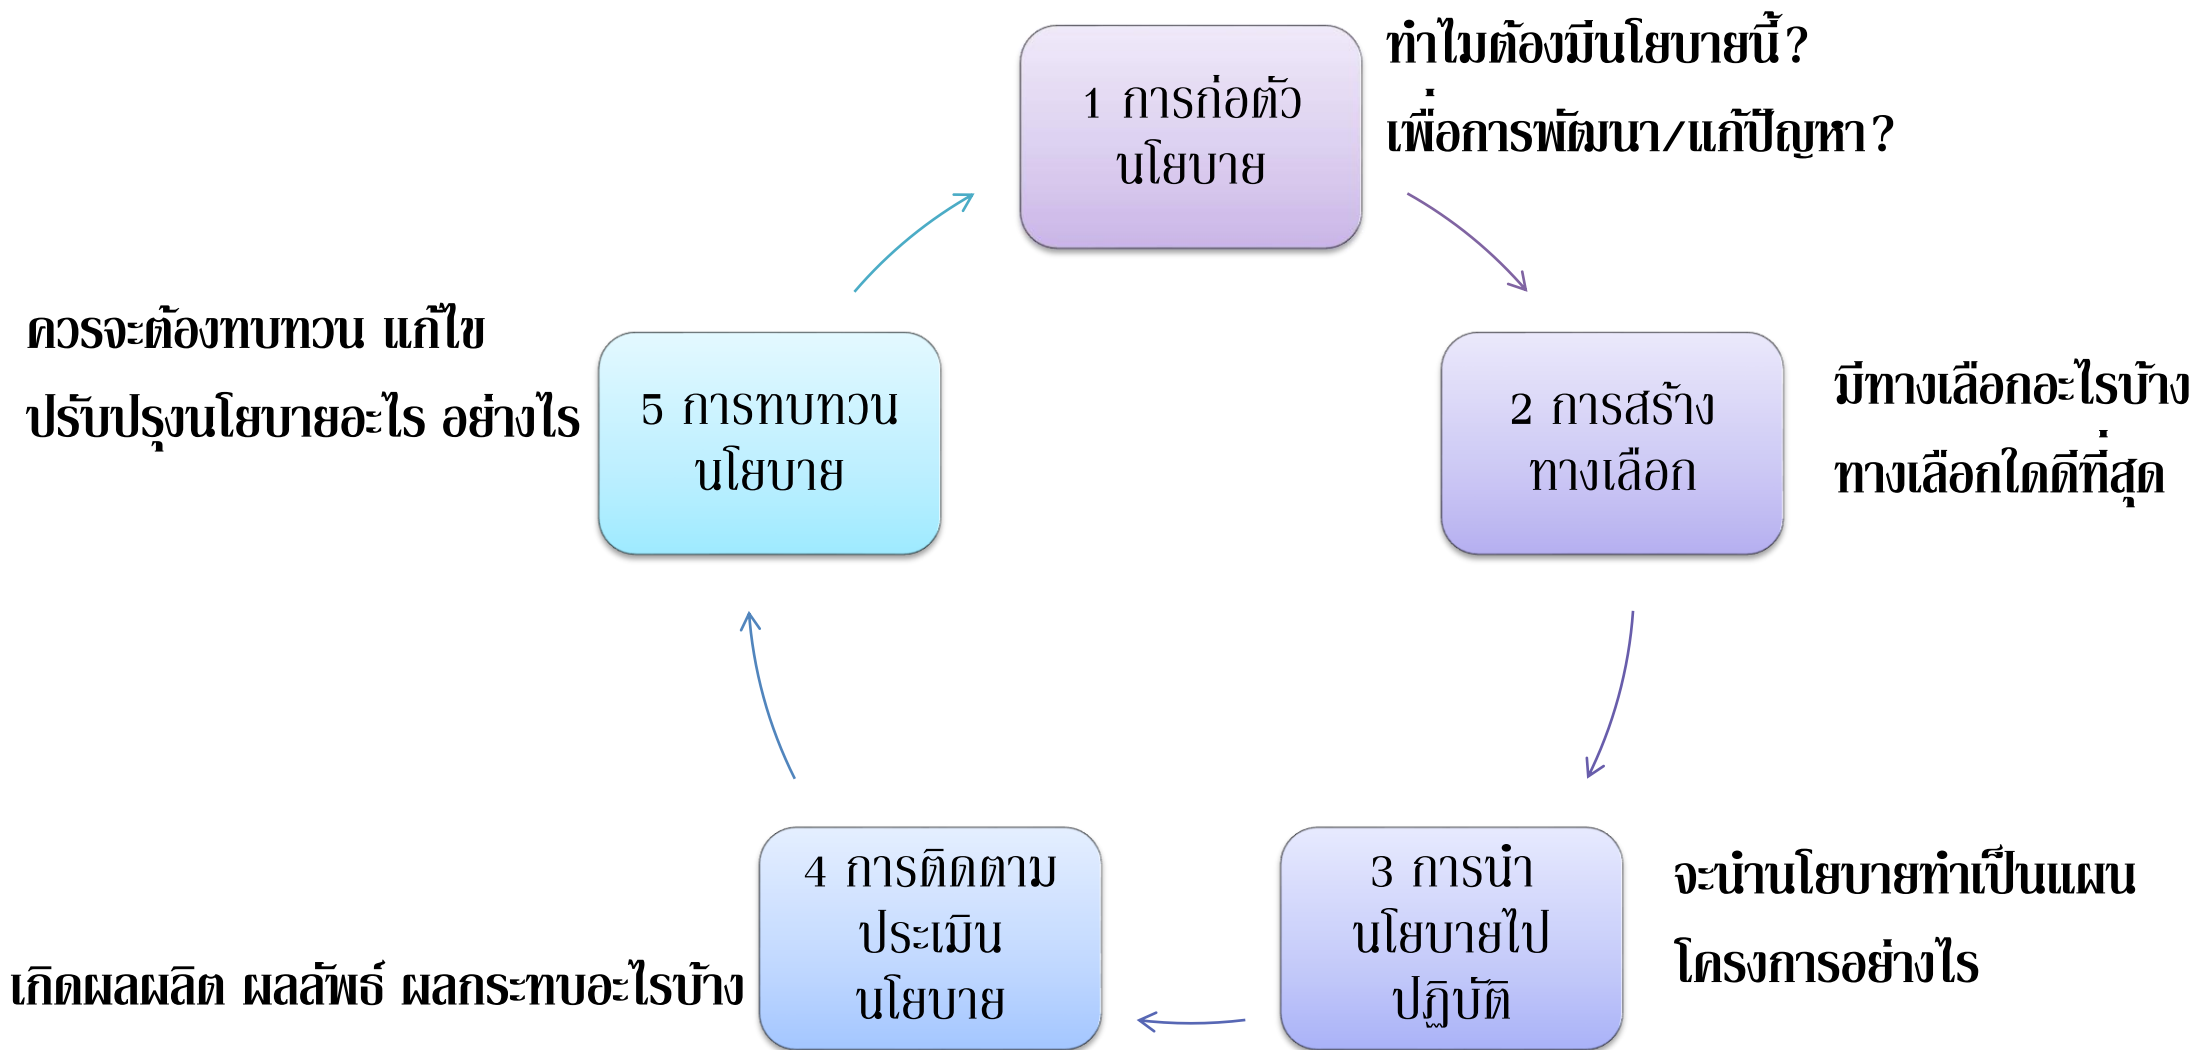 1 การก่อตัว
นโยบาย
ทำไมต้องมีนโยบายนี้?
เพื่อการพัฒนา/แก้ปัญหา?
2 การสร้าง
ทางเลือก
มีทางเลือกอะไรบ้าง
ทางเลือกใดดีที่สุด
3 การนำ
นโยบายไป
ปฏิบัติ
จะนำนโยบายทำเป็นแผน
โครงการอย่างไร
4 การติดตาม
ประเมิน
นโยบาย
เกิดผลผลิต ผลลัพธ์ ผลกระทบอะไรบ้าง
5 การทบทวน
นโยบาย
ควรจะต้องทบทวน แก้ไข
ปรับปรุงนโยบายอะไร อย่างไร